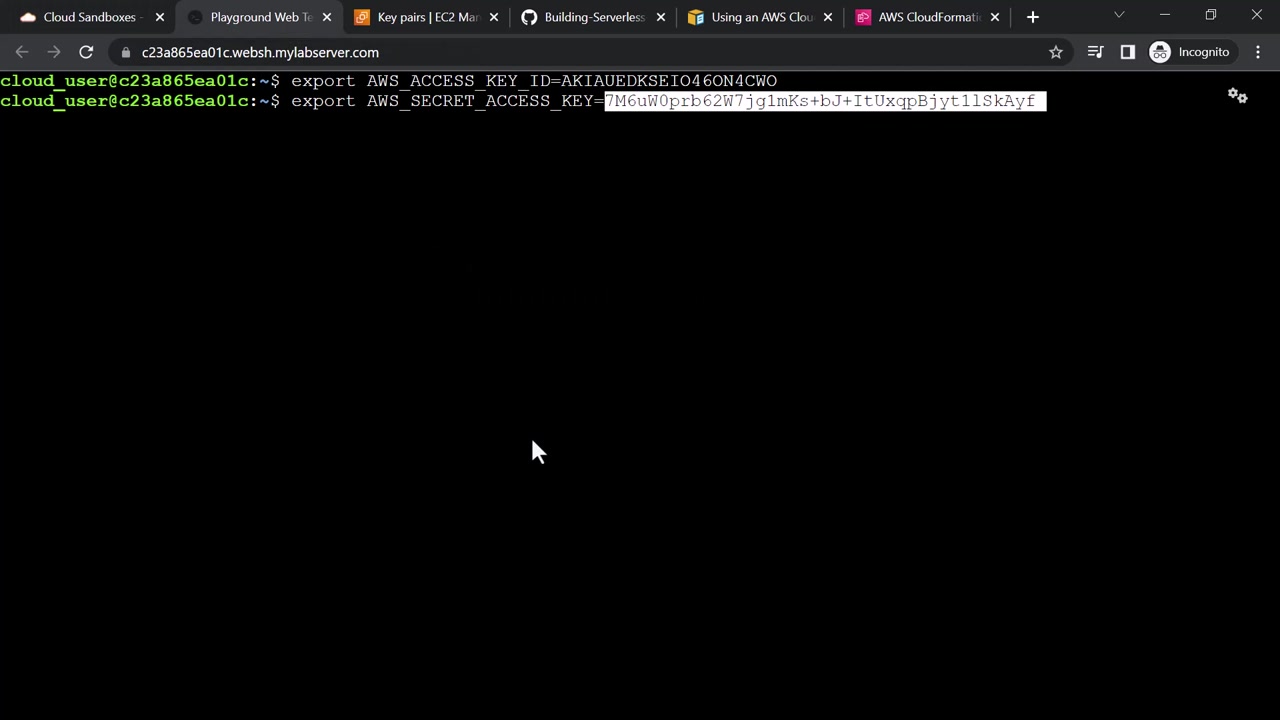 Cloud Sandboxes -
Playground Web Te
Key pairs | EC2 Man
Building-Serverless
Using an AWS Clou
AWS CloudFormati
c23a865ea01c.websh.mylabserver.com
Incognito
cloud_user@c23a865ea01c:~$ export AWS_ACCESS_KEY_ID=AKIAUEDKSEIO46ON4CWO
cloud_user@c23a865ea01c:~$ export AWS_SECRET_ACCESS_KEY=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